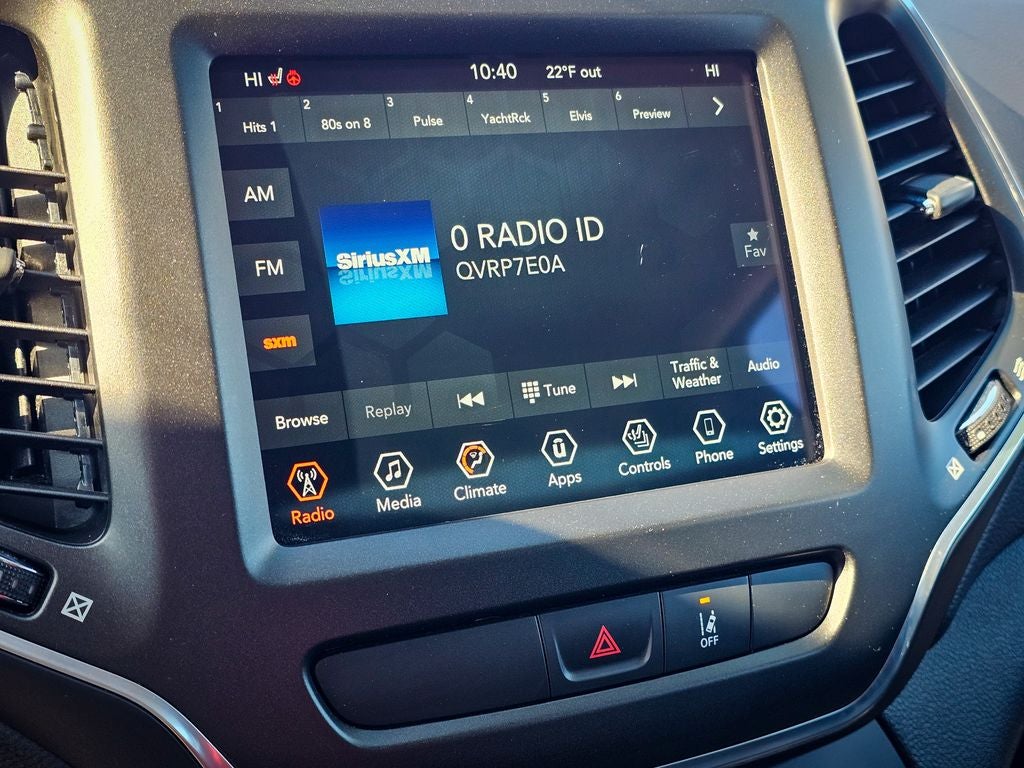 HI 10:40 22°F out HI
1 Hits 1 2 80s on 8 3 Pulse 4 YachtRck 5 Elvis 6 Preview
AM
FM
sxm
SiriusXM
0 RADIO ID
QVRP7E0A
Fav
Browse Replay Tune Traffic & Audio
Weather
Radio Media Climate Apps Controls Phone Settings
OFF